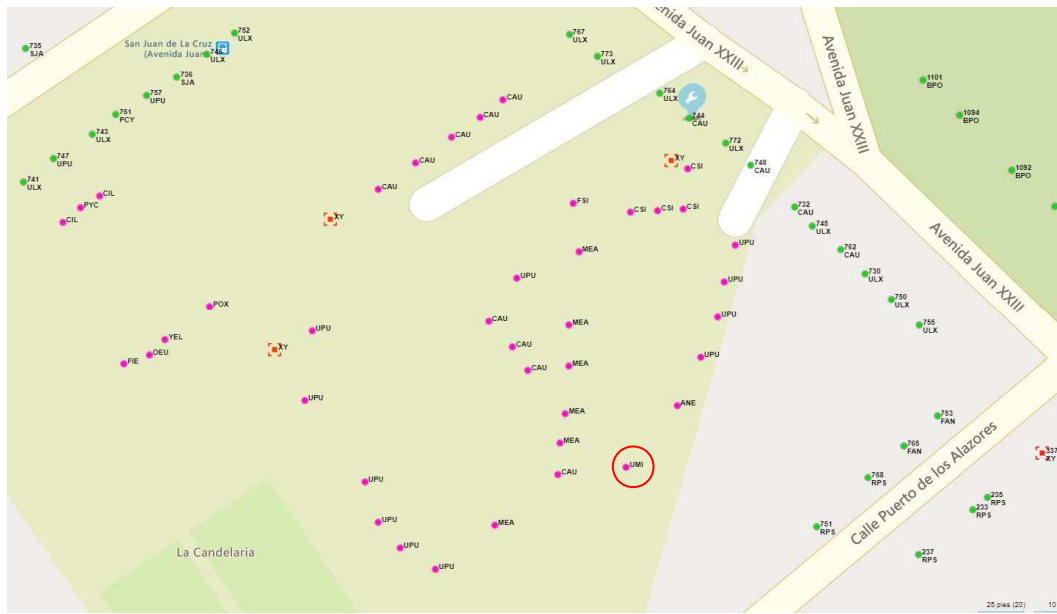 752
ULX
735
SJA
San Juan de La Cruz
(Avenida Juan
746
ULX
736
SJA
757
UPU
761
PCY
743
ULX
747
UPU
741
ULX
CIL
PYC
CIL
767
ULX
773
ULX
Avenida Juan XXIII
764
ULX
744
CAU
772
ULX
748
CAU
Avenida Juan XXIII
1101
BPO
1094
BPO
1092
BPO
CAU
CAU
CAU
CAU
CAU
XY
XY
CSI
FSI
CSI
CSI
CSI
732
CAU
745
ULX
762
CAU
730
ULX
750
ULX
755
ULX
Avenida Juan XXIII
MEA
UPU
UPU
UPU
UPU
UPU
POX
UPU
YEL
OEU
FIE
XY
CAU
MEA
CAU
MEA
CAU
UPU
MEA
ANE
MEA
CAU
UMI
UPU
UPU
MEA
UPU
UPU
753
FAN
765
FAN
768
RPS
751
RPS
Calle Puerto de los Alazores
337
XY
235
RPS
233
RPS
237
RPS
La Candelaria
25 pies (20)
10